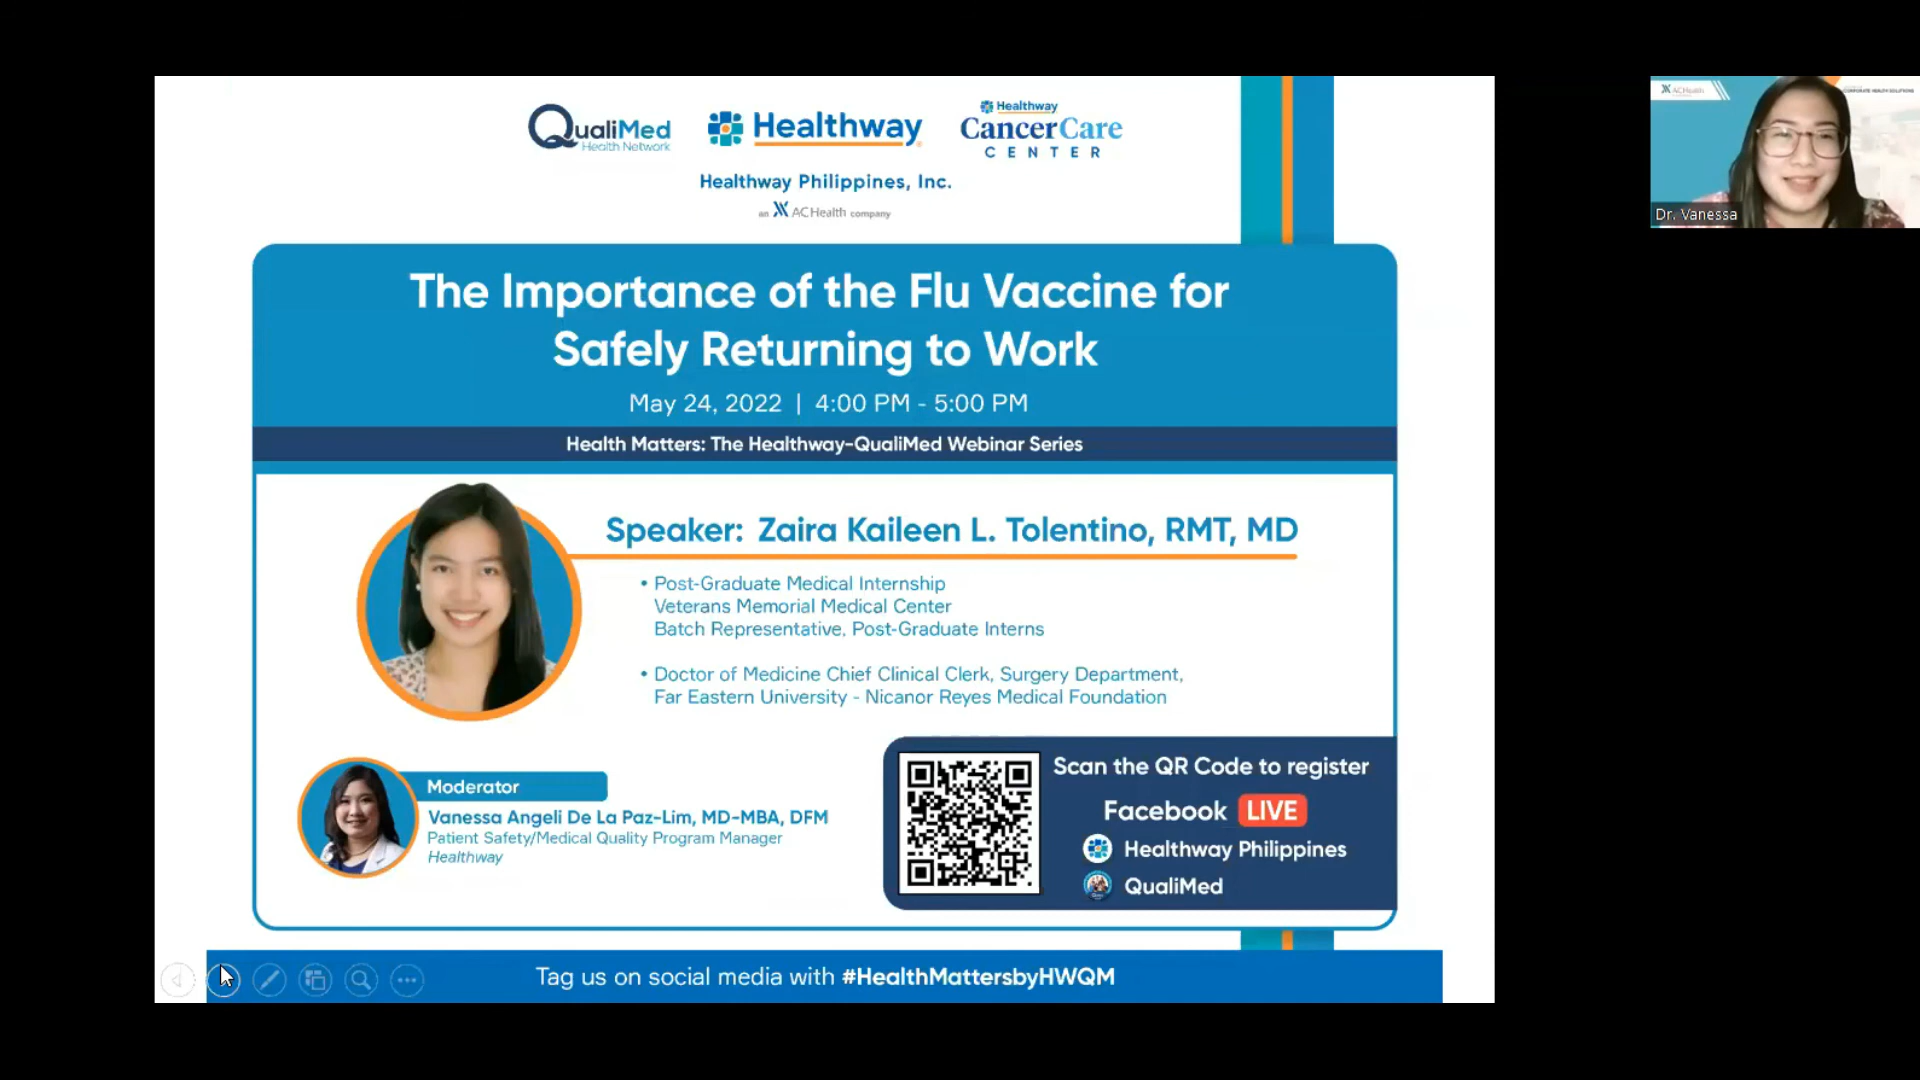 QualiMed
Health Network
Healthway
Healthway
CancerCare
CENTER
Healthway Philippines, Inc.
an AC Health company
The Importance of the Flu Vaccine for
Safely Returning to Work
May 24, 2022 | 4:00 PM - 5:00 PM
Health Matters: The Healthway-QualiMed Webinar Series
Speaker: Zaira Kaileen L. Tolentino, RMT, MD
• Post-Graduate Medical Internship
Veterans Memorial Medical Center
Batch Representative, Post-Graduate Interns
• Doctor of Medicine Chief Clinical Clerk, Surgery Department,
Far Eastern University - Nicanor Reyes Medical Foundation
Moderator
Vanessa Angeli De La Paz-Lim, MD-MBA, DFM
Patient Safety/Medical Quality Program Manager
Healthway
Scan the QR Code to register
Facebook LIVE
Healthway Philippines
QualiMed
Tag us on social media with #HealthMattersbyHWQM
AC Health
CORPORATE HEALTH SOLUTIONS
Dr. Vanessa